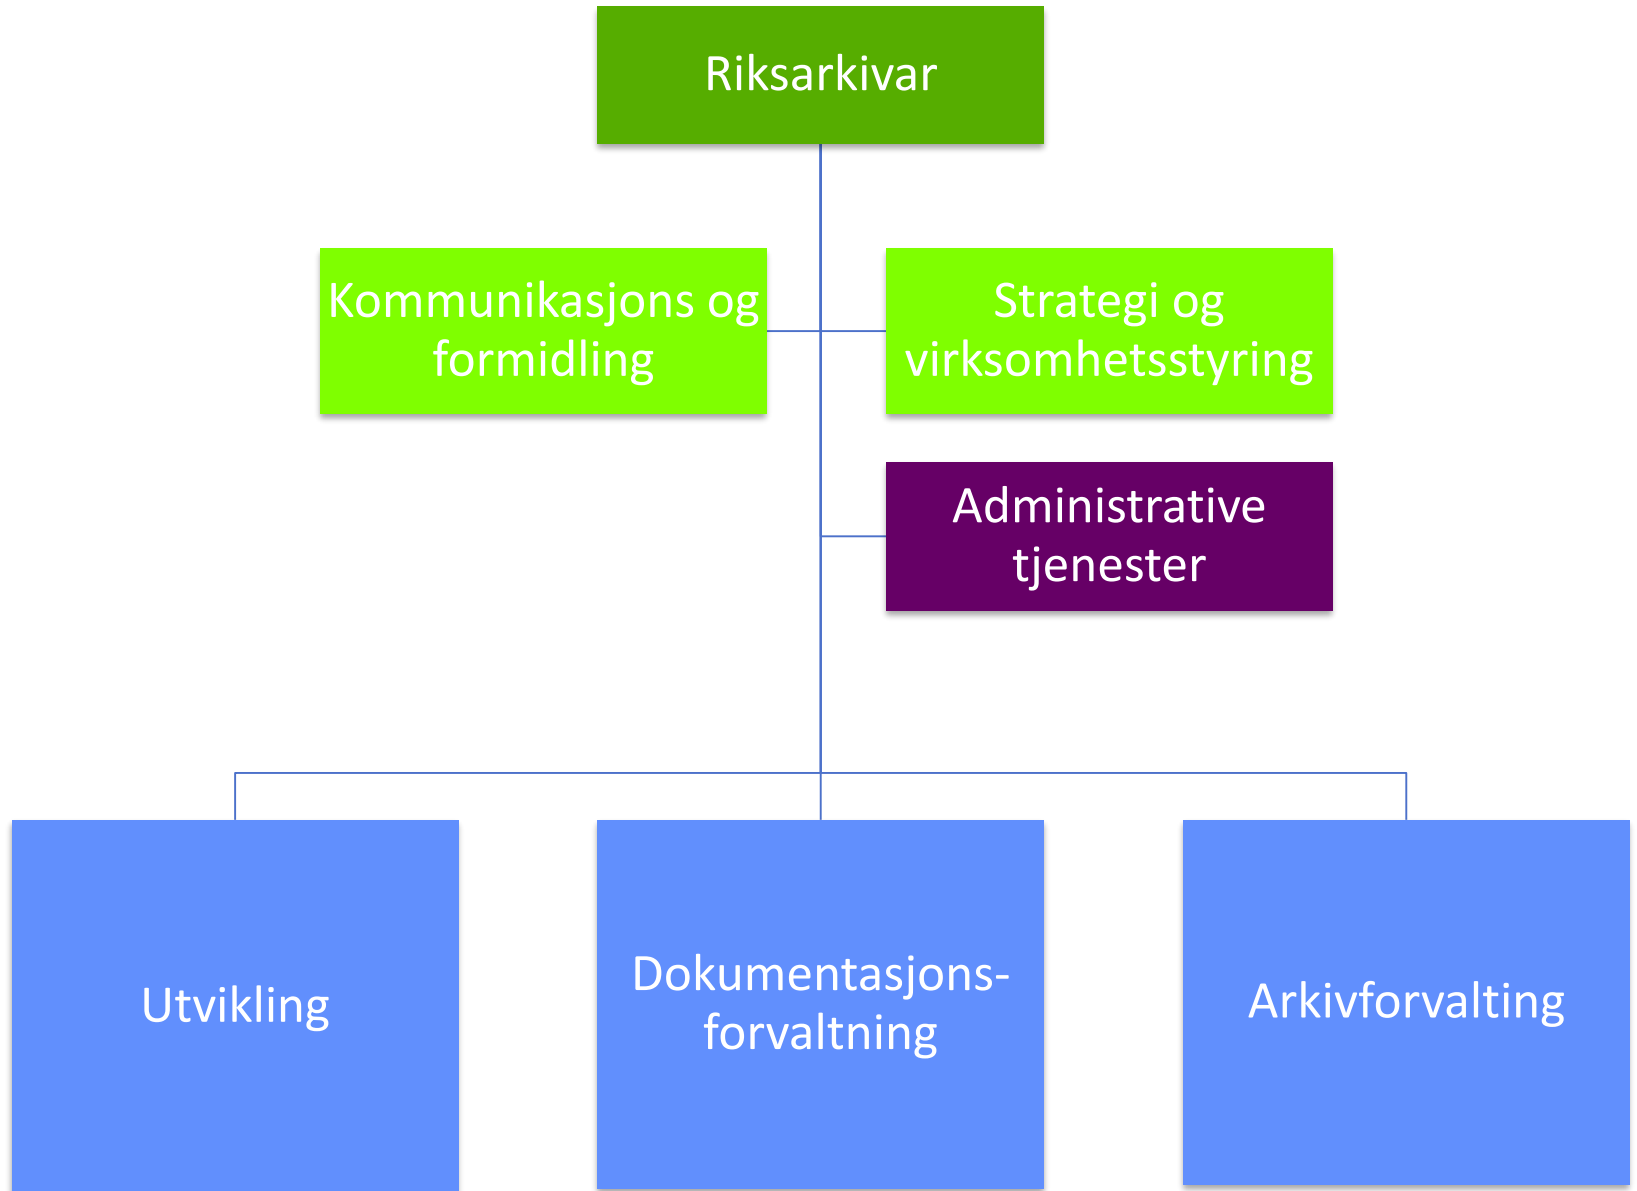 Riksarkivar
Kommunikasjons og
formidling
Strategi og
virksomhetsstyring
Administrative
tjenester
Utvikling
Dokumentasjons-
forvaltning
Arkivforvalting